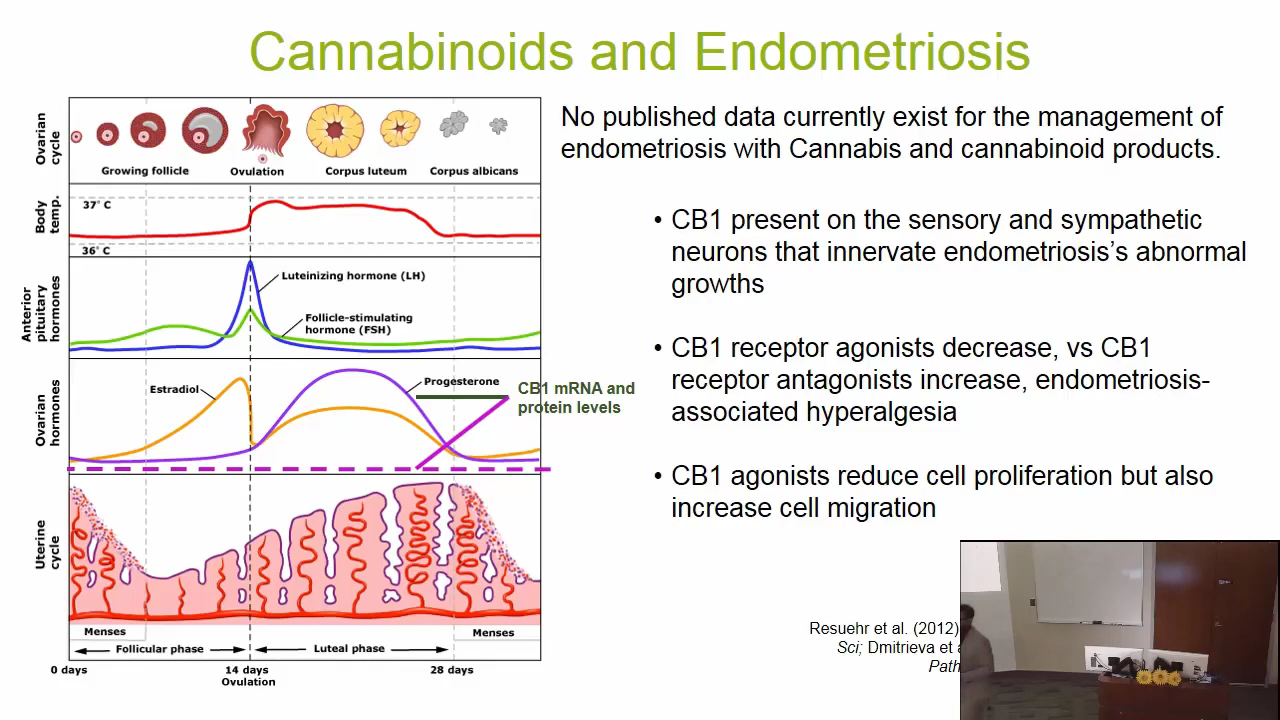 Cannabinoids and Endometriosis
Ovarian
cycle
Growing follicle
Ovulation
Corpus luteum
Corpus albicans
Body
temp.
37° C
36° C
Anterior
pituitary
hormones
Luteinizing hormone (LH)
Follicle-stimulating
hormone (FSH)
Ovarian
hormones
Estradiol
Progesterone
CB1 mRNA and
protein levels
Uterine
cycle
Menses
Menses
Follicular phase
Luteal phase
0 days
14 days
Ovulation
28 days
No published data currently exist for the management of
endometriosis with Cannabis and cannabinoid products.
• CB1 present on the sensory and sympathetic
neurons that innervate endometriosis’s abnormal
growths
• CB1 receptor agonists decrease, vs CB1
receptor antagonists increase, endometriosis-
associated hyperalgesia
• CB1 agonists reduce cell proliferation but also
increase cell migration
Resuehr et al. (2012)
Sci; Dmitrieva et
Path